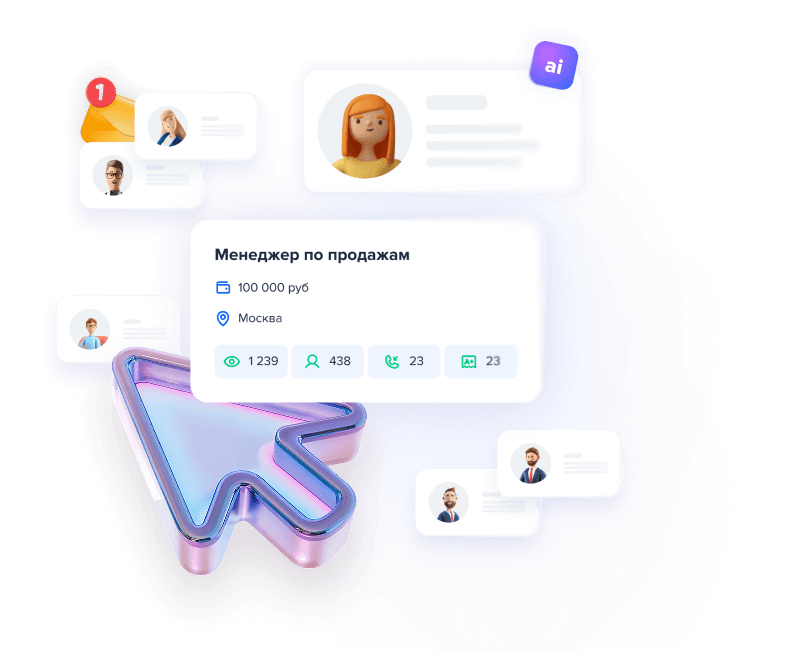 ai
1
Менеджер по продажам
100 000 руб
Москва
1 239 438 23 A+ 23